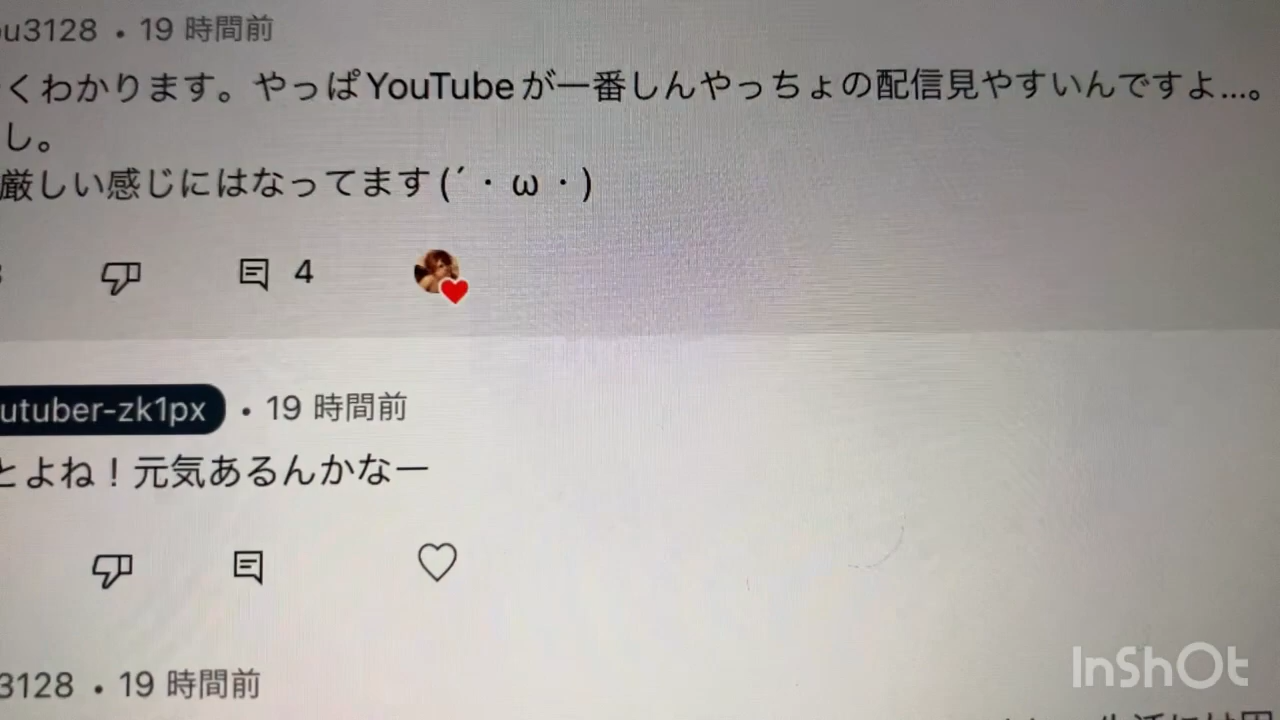 u3128・19 時間前
くわかります。やっぱYouTubeが一番しんやっちょの配信見やすいんですよ...。
し。
厳しい感じにはなってます(´・ω・)
4
utuber-zk1px・19 時間前
とよね！元気あるんかなー
3128・19 時間前
InShOt